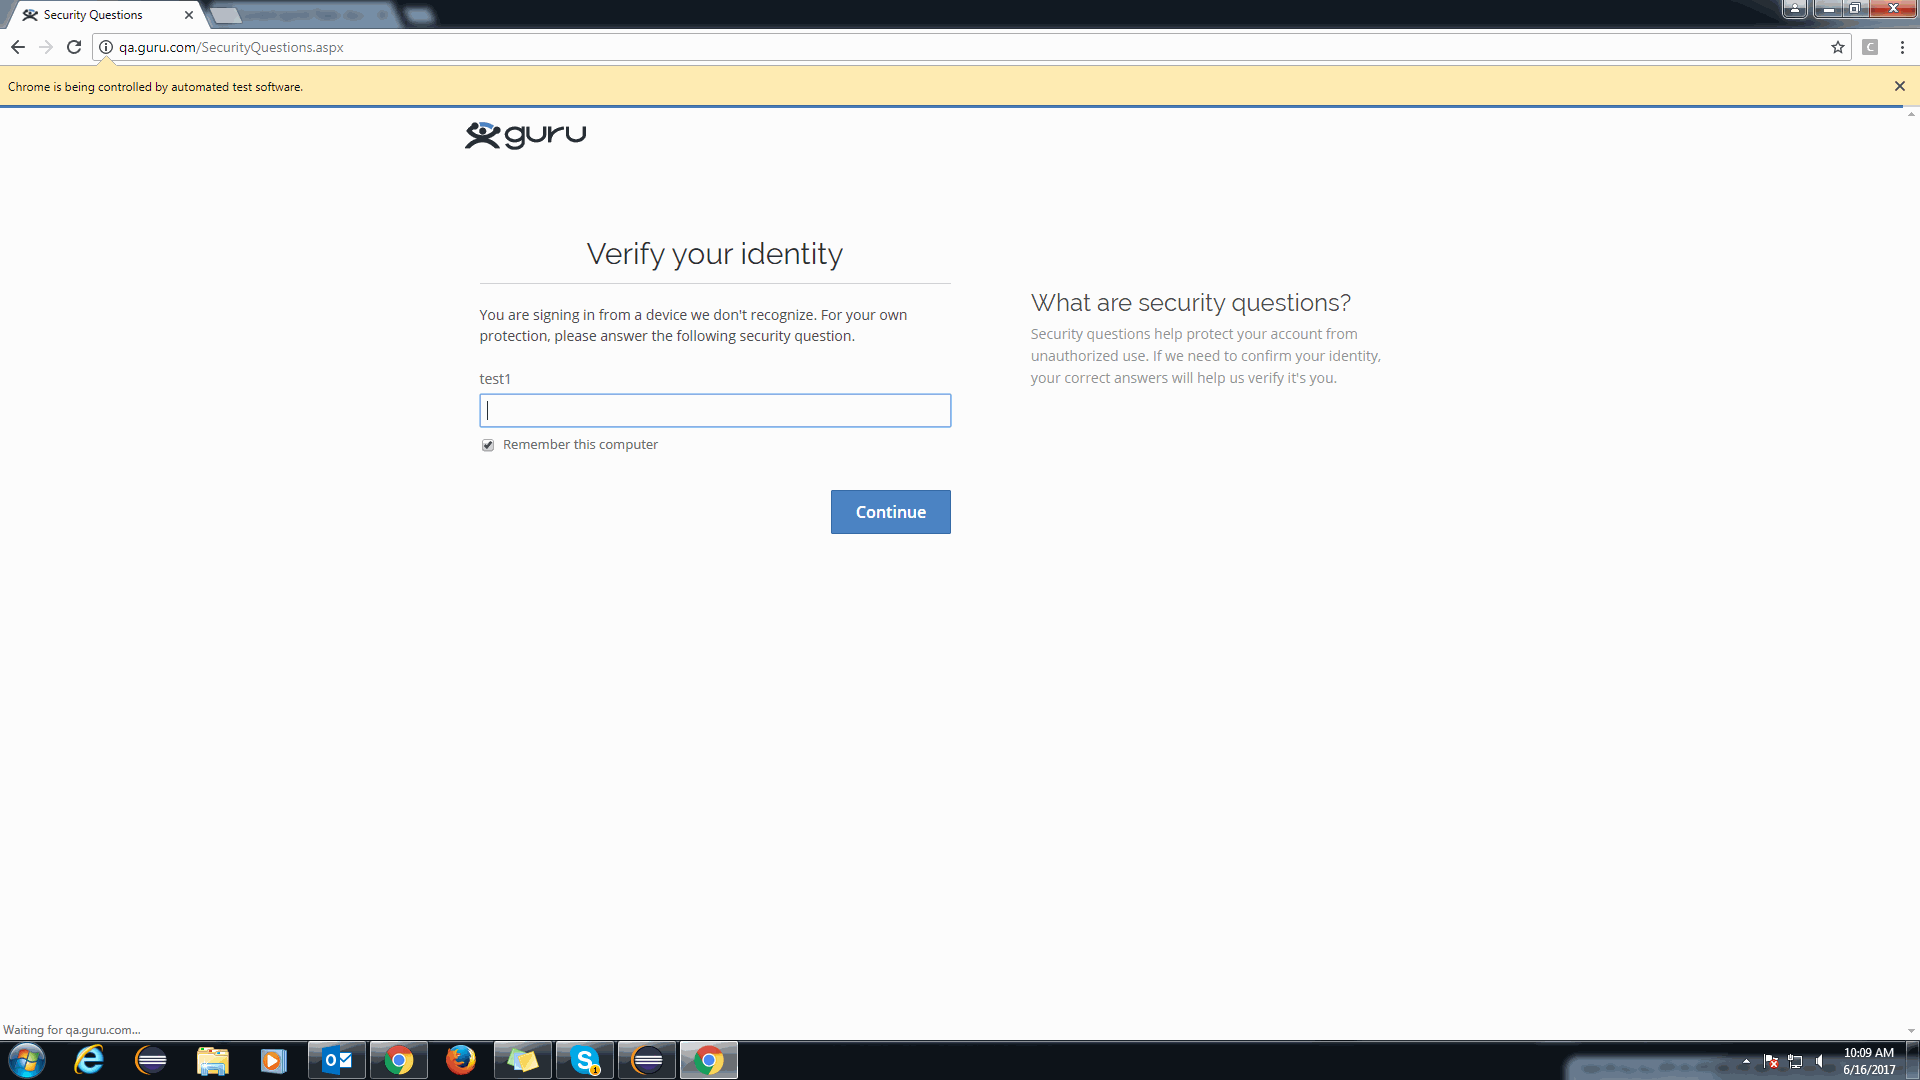 Security Questions
qa.guru.com/SecurityQuestions.aspx
C
Chrome is being controlled by automated test software.
guru
Verify your identity
You are signing in from a device we don't recognize. For your own
protection, please answer the following security question.
test1
Remember this computer
Continue
What are security questions?
Security questions help protect your account from
unauthorized use. If we need to confirm your identity,
your correct answers will help us verify it's you.
Waiting for qa.guru.com...
10:09 AM
6/16/2017